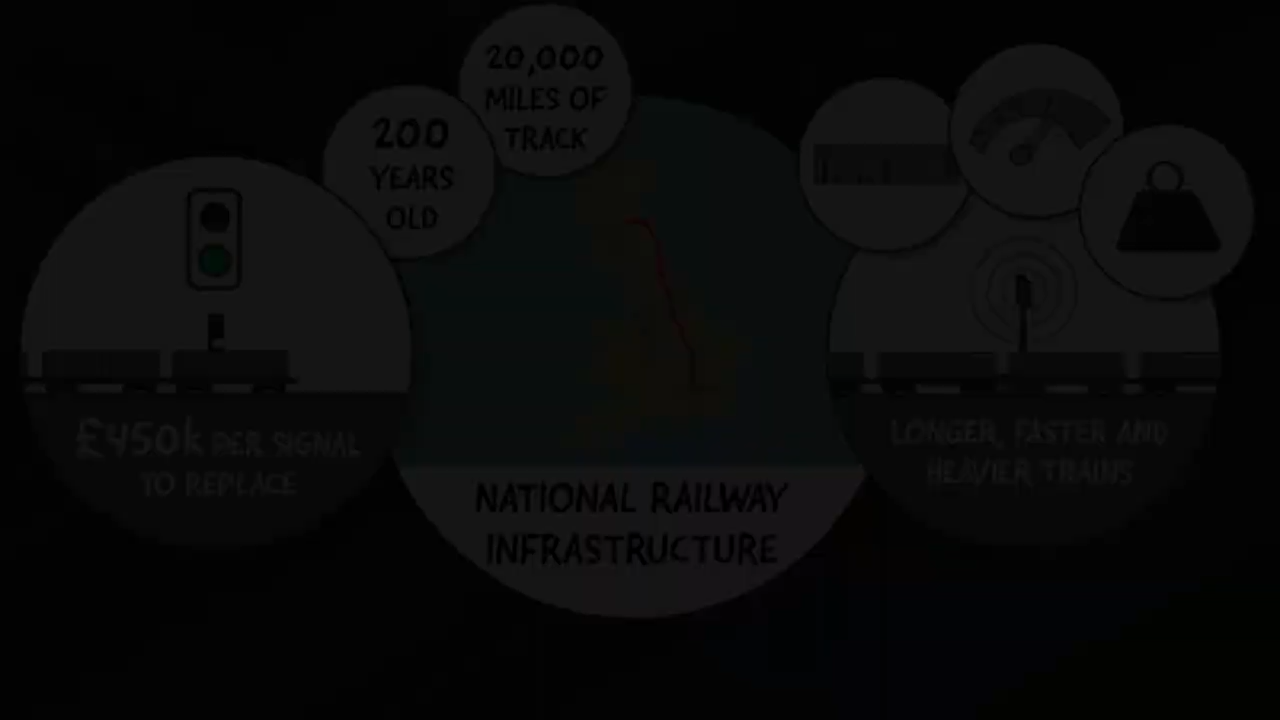 20,000
MILES OF
TRACK
200
YEARS
OLD
£450k PER SIGNAL
TO REPLACE
NATIONAL RAILWAY
INFRASTRUCTURE
LONGER, FASTER AND
HEAVIER TRAINS